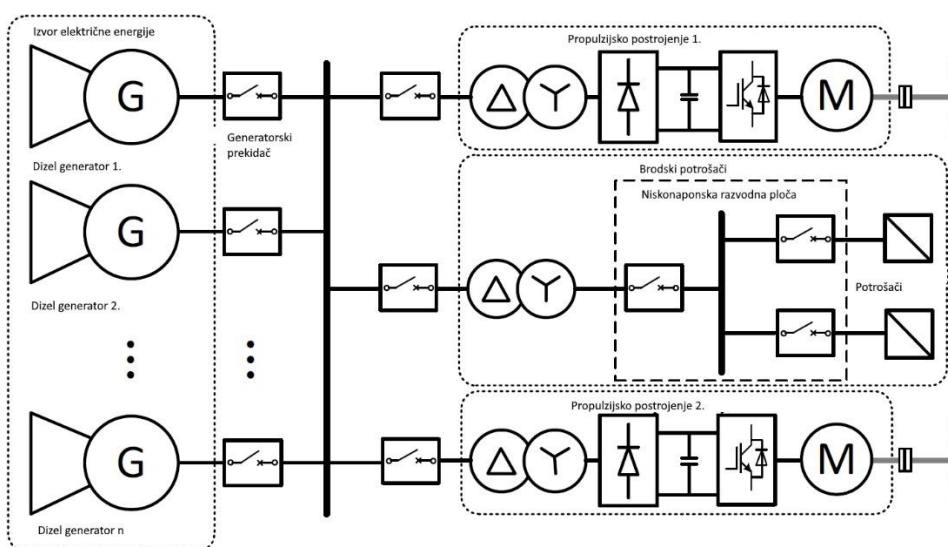 Izvor električne energije
G
Generatorski
prekidač
Dizel generator 1.
G
Dizel generator 2.
G
Dizel generator n
Propulzijsko postrojenje 1.
M
Brodski potrošači
Niskonaponska razvodna ploča
Potrošači
Propulzijsko postrojenje 2.
M